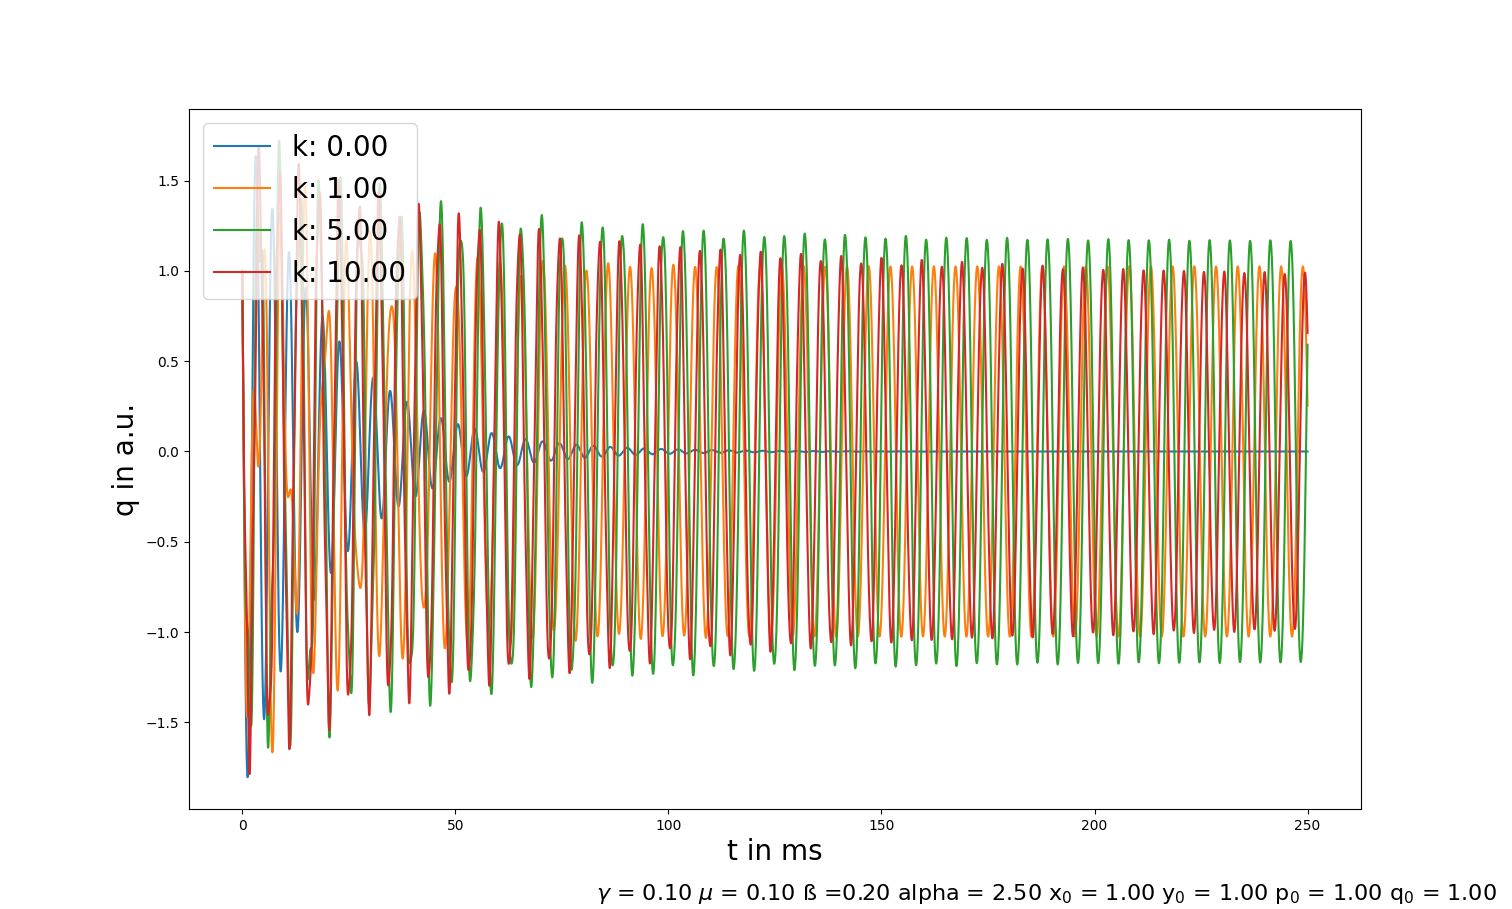 k: 0.00
k: 1.00
k: 5.00
k: 10.00
1.5
1.0
0.5
0.0
−0.5
−1.0
−1.5
q in a.u.
0 50 100 150 200 250
t in ms
γ = 0.10 μ = 0.10 ß =0.20 alpha = 2.50 x₀ = 1.00 y₀ = 1.00 p₀ = 1.00 q₀ = 1.00